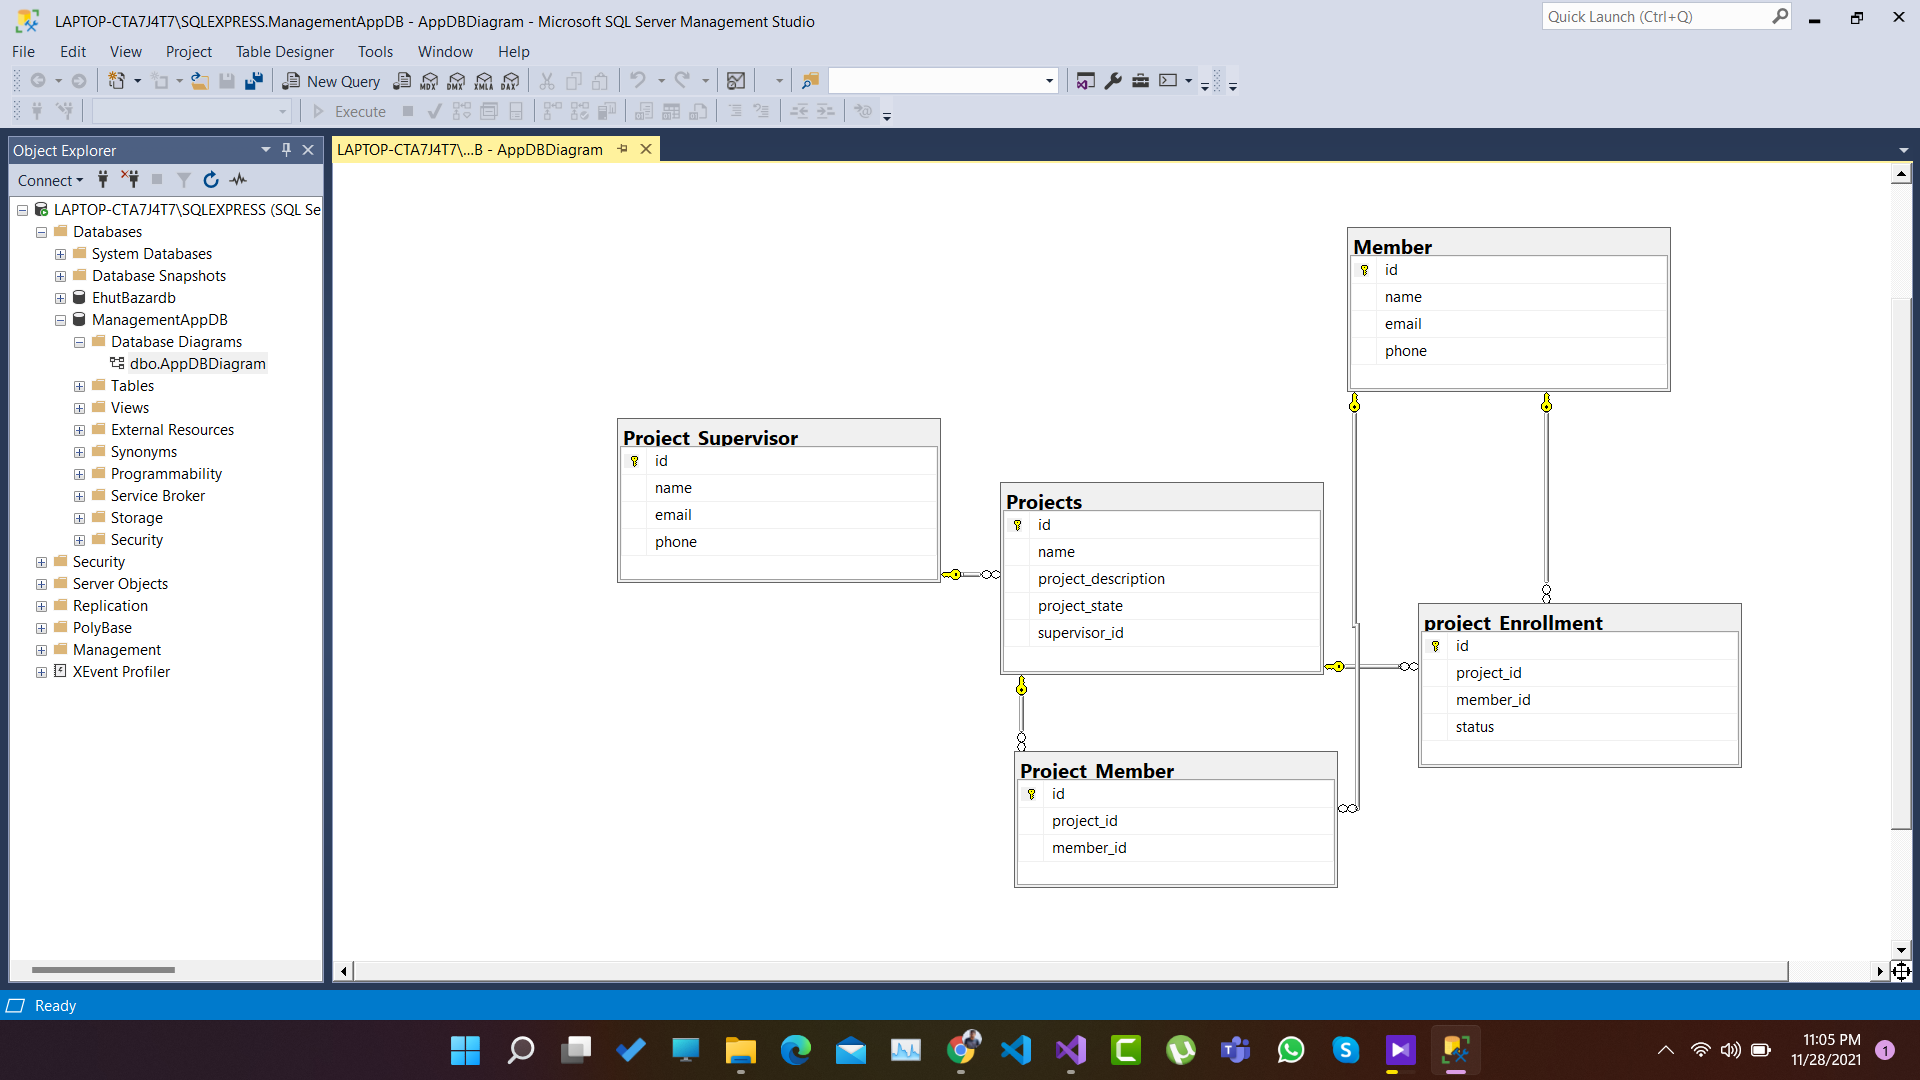 LAPTOP-CTA7J4T7\SQLEXPRESS.ManagementAppDB - AppDBDiagram - Microsoft SQL Server Management Studio
Quick Launch (Ctrl+Q)
File Edit View Project Table Designer Tools Window Help
New Query MDX DMX XMLA DAX
Execute
Object Explorer
LAPTOP-CTA7J4T7\...B - AppDBDiagram
Connect
LAPTOP-CTA7J4T7\SQLEXPRESS (SQL Se
Databases
System Databases
Database Snapshots
EhutBazardb
ManagementAppDB
Database Diagrams
dbo.AppDBDiagram
Tables
Views
External Resources
Synonyms
Programmability
Service Broker
Storage
Security
Security
Server Objects
Replication
PolyBase
Management
XEvent Profiler
Member
id
name
email
phone
Project_Supervisor
id
name
email
phone
Projects
id
name
project_description
project_state
supervisor_id
project_Enrollment
id
project_id
member_id
status
Project_Member
id
project_id
member_id
Ready
11:05 PM
11/28/2021
1